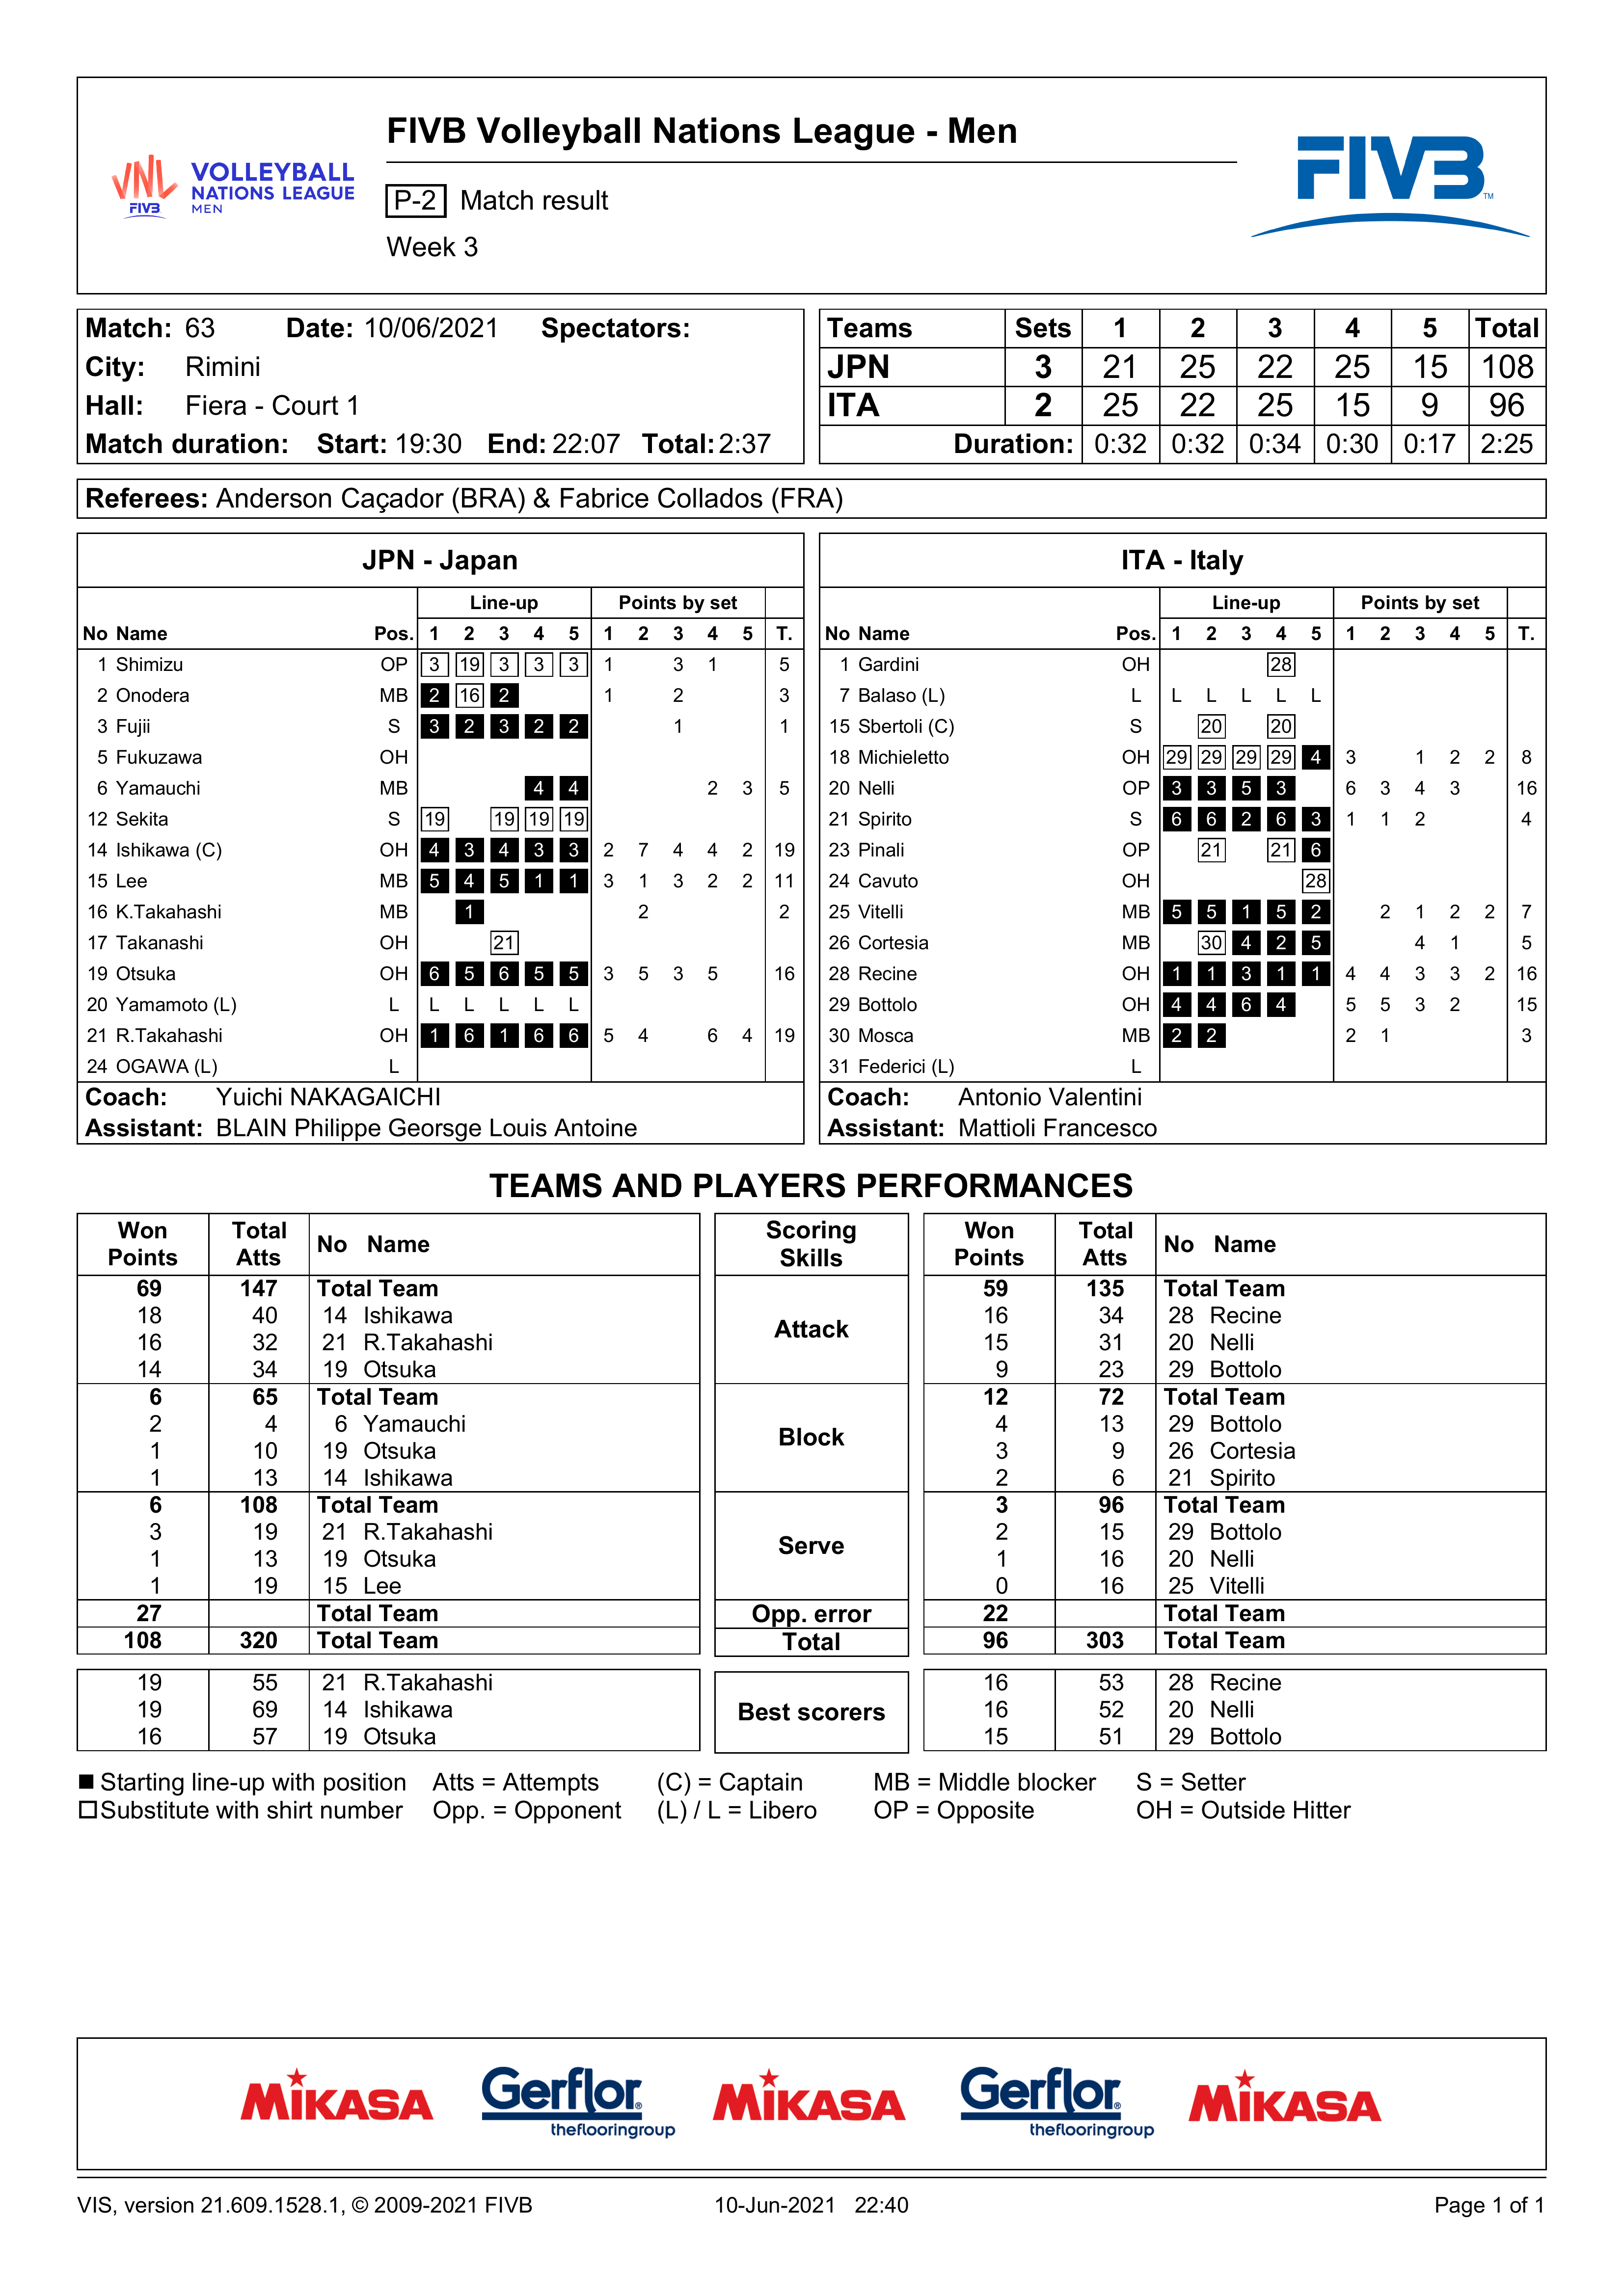 FIVB Volleyball Nations League - Men
VNL FIVB
VOLLEYBALL
NATIONS LEAGUE
MEN
P-2 Match result
Week 3
FIVB TM
Match: 63 Date: 10/06/2021 Spectators:
City: Rimini
Hall: Fiera - Court 1
Match duration: Start: 19:30 End: 22:07 Total: 2:37
Teams Sets 1 2 3 4 5 Total
JPN 3 21 25 22 25 15 108
ITA 2 25 22 25 15 9 96
Duration: 0:32 0:32 0:34 0:30 0:17 2:25
Referees: Anderson Caçador (BRA) & Fabrice Collados (FRA)
JPN - Japan
Line-up Points by set
No Name Pos. 1 2 3 4 5 1 2 3 4 5 T.
1 Shimizu OP 3 19 3 3 3 1 3 1 5
2 Onodera MB 2 16 2 1 2 3
3 Fujii S 3 2 3 2 2 1 1
5 Fukuzawa OH
6 Yamauchi MB 4 4 2 3 5
12 Sekita S 19 19 19 19
14 Ishikawa (C) OH 4 3 4 3 3 2 7 4 4 2 19
15 Lee MB 5 4 5 1 1 3 1 3 2 2 11
16 K.Takahashi MB 1 2 2
17 Takanashi OH 21
19 Otsuka OH 6 5 6 5 5 3 5 3 5 16
20 Yamamoto (L) L L L L L L
21 R.Takahashi OH 1 6 1 6 6 5 4 6 4 19
24 OGAWA (L) L
Coach: Yuichi NAKAGAICHI
Assistant: BLAIN Philippe Georsge Louis Antoine
ITA - Italy
Line-up Points by set
No Name Pos. 1 2 3 4 5 1 2 3 4 5 T.
1 Gardini OH 28
7 Balaso (L) L L L L L L
15 Sbertoli (C) S 20 20
18 Michieletto OH 29 29 29 29 4 3 1 2 2 8
20 Nelli OP 3 3 5 3 6 3 4 3 16
21 Spirito S 6 6 2 6 3 1 1 2 4
23 Pinali OP 21 21 6
24 Cavuto OH 28
25 Vitelli MB 5 5 1 5 2 2 1 2 2 7
26 Cortesia MB 30 4 2 5 4 1 5
28 Recine OH 1 1 3 1 1 4 4 3 3 2 16
29 Bottolo OH 4 4 6 4 5 5 3 2 15
30 Mosca MB 2 2 2 1 3
31 Federici (L) L
Coach: Antonio Valentini
Assistant: Mattioli Francesco
TEAMS AND PLAYERS PERFORMANCES
Won Points Total Atts No Name Scoring Skills Won Points Total Atts No Name
69 147 Total Team Attack 59 135 Total Team
18 40 14 Ishikawa 16 34 28 Recine
16 32 21 R.Takahashi 15 31 20 Nelli
14 34 19 Otsuka 9 23 29 Bottolo
6 65 Total Team Block 12 72 Total Team
2 4 6 Yamauchi 4 13 29 Bottolo
1 10 19 Otsuka 3 9 26 Cortesia
1 13 14 Ishikawa 2 6 21 Spirito
6 108 Total Team Serve 3 96 Total Team
3 19 21 R.Takahashi 2 15 29 Bottolo
1 13 19 Otsuka 1 16 20 Nelli
1 19 15 Lee 0 16 25 Vitelli
27 Total Team Opp. error 22 Total Team
108 320 Total Team Total 96 303 Total Team
19 55 21 R.Takahashi Best scorers 16 53 28 Recine
19 69 14 Ishikawa 16 52 20 Nelli
16 57 19 Otsuka 15 51 29 Bottolo
■ Starting line-up with position Atts = Attempts (C) = Captain MB = Middle blocker S = Setter
□ Substitute with shirt number Opp. = Opponent (L) / L = Libero OP = Opposite OH = Outside Hitter
MIKASA Gerflor® theflooringgroup MIKASA Gerflor® theflooringgroup MIKASA
VIS, version 21.609.1528.1, © 2009-2021 FIVB 10-Jun-2021 22:40 Page 1 of 1